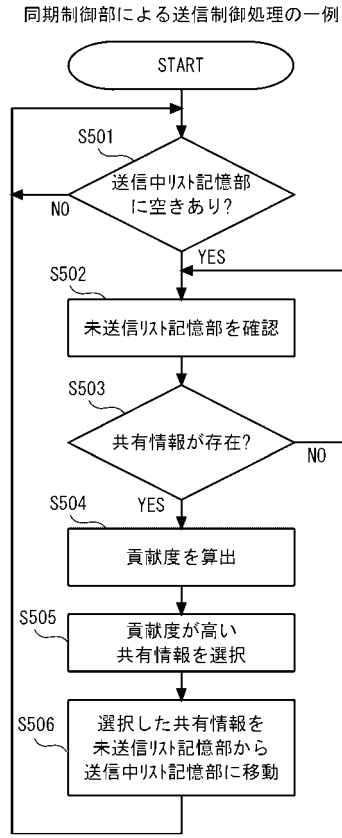 同期制御部による送信制御処理の一例
START
S501
送信中ﾘｽﾄ記憶部
に空きあり?
NO
YES
S502
未送信ﾘｽﾄ記憶部を確認
S503
共有情報が存在?
NO
YES
S504
貢献度を算出
S505
貢献度が高い
共有情報を選択
S506
選択した共有情報を
未送信ﾘｽﾄ記憶部から
送信中ﾘｽﾄ記憶部に移動